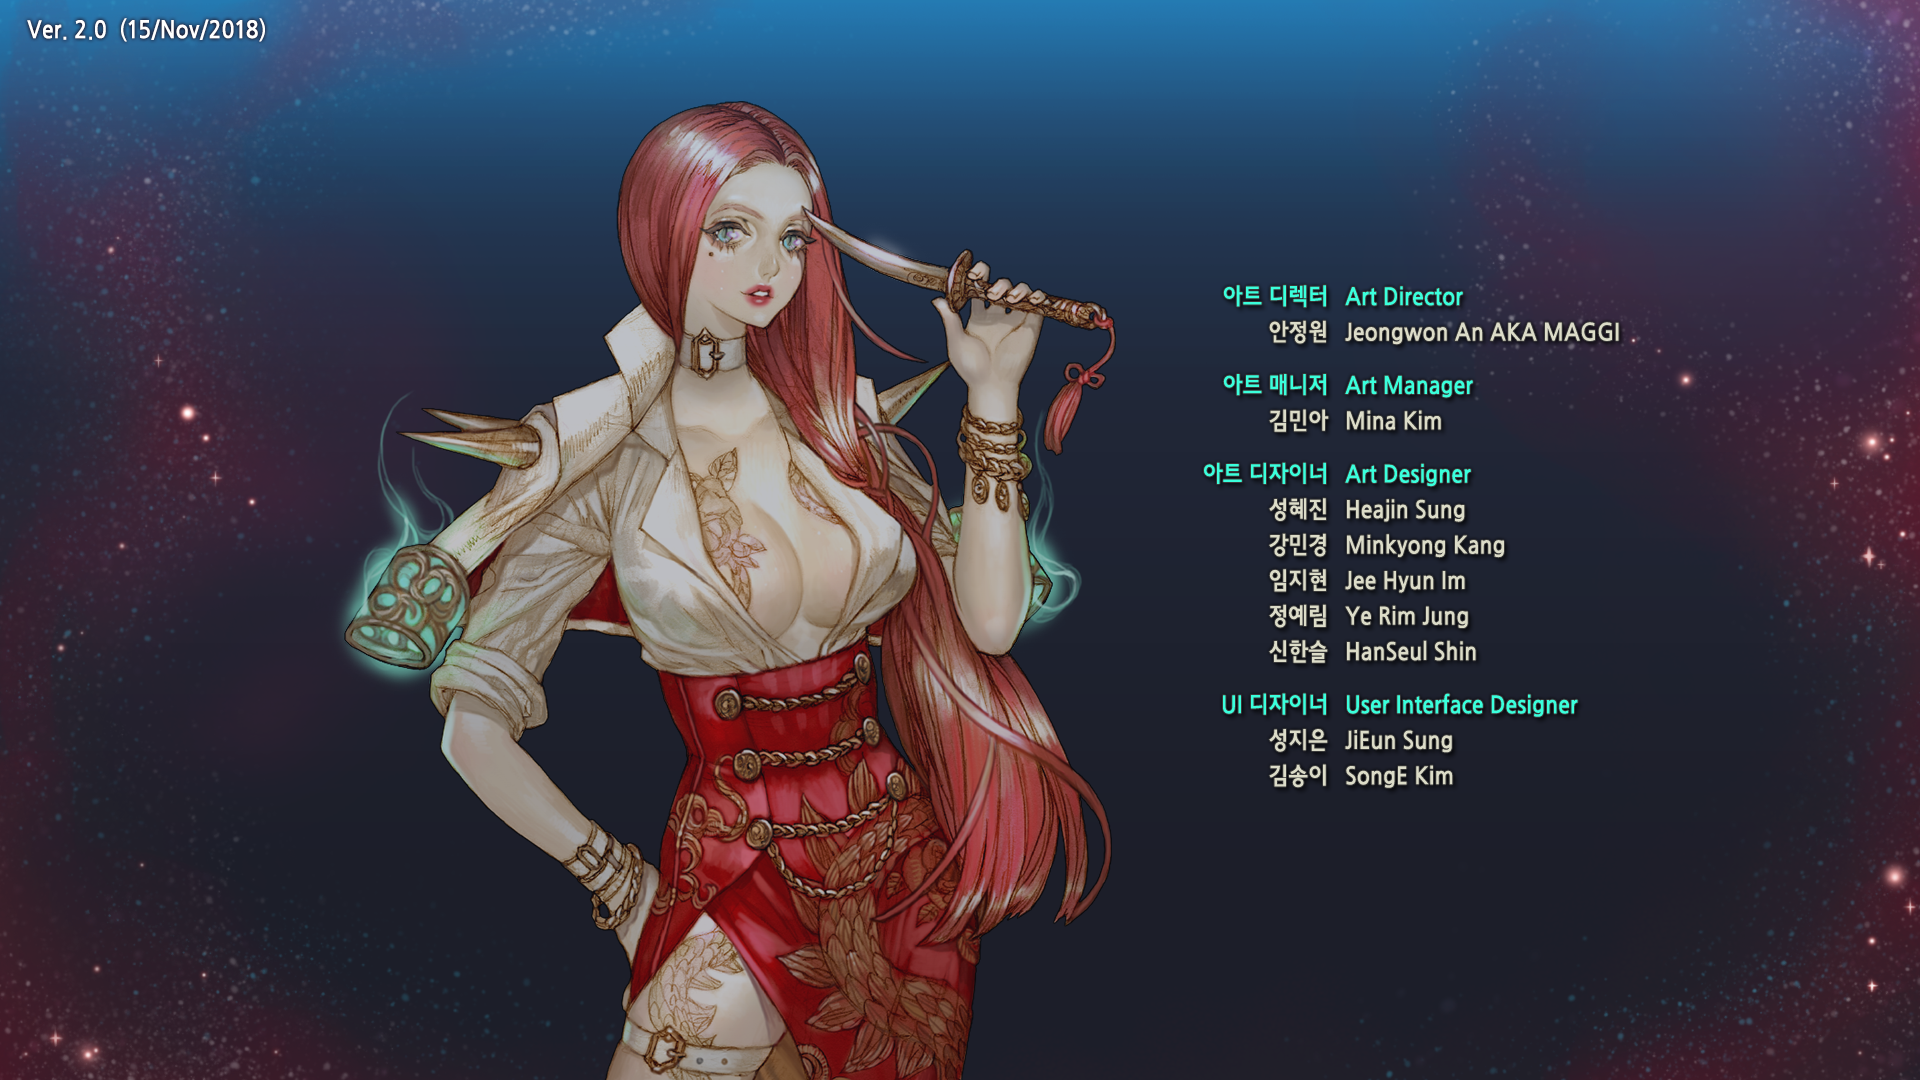 Ver. 2.0 (15/Nov/2018)
아트 디렉터 Art Director
안정원 Jeongwon An AKA MAGGI
아트 매니저 Art Manager
김민아 Mina Kim
아트 디자이너 Art Designer
성혜진 Heajin Sung
강민경 Minkyong Kang
임지현 Jee Hyun Im
정예림 Ye Rim Jung
신한슬 HanSeul Shin
UI 디자이너 User Interface Designer
성지은 JiEun Sung
김송이 SongE Kim